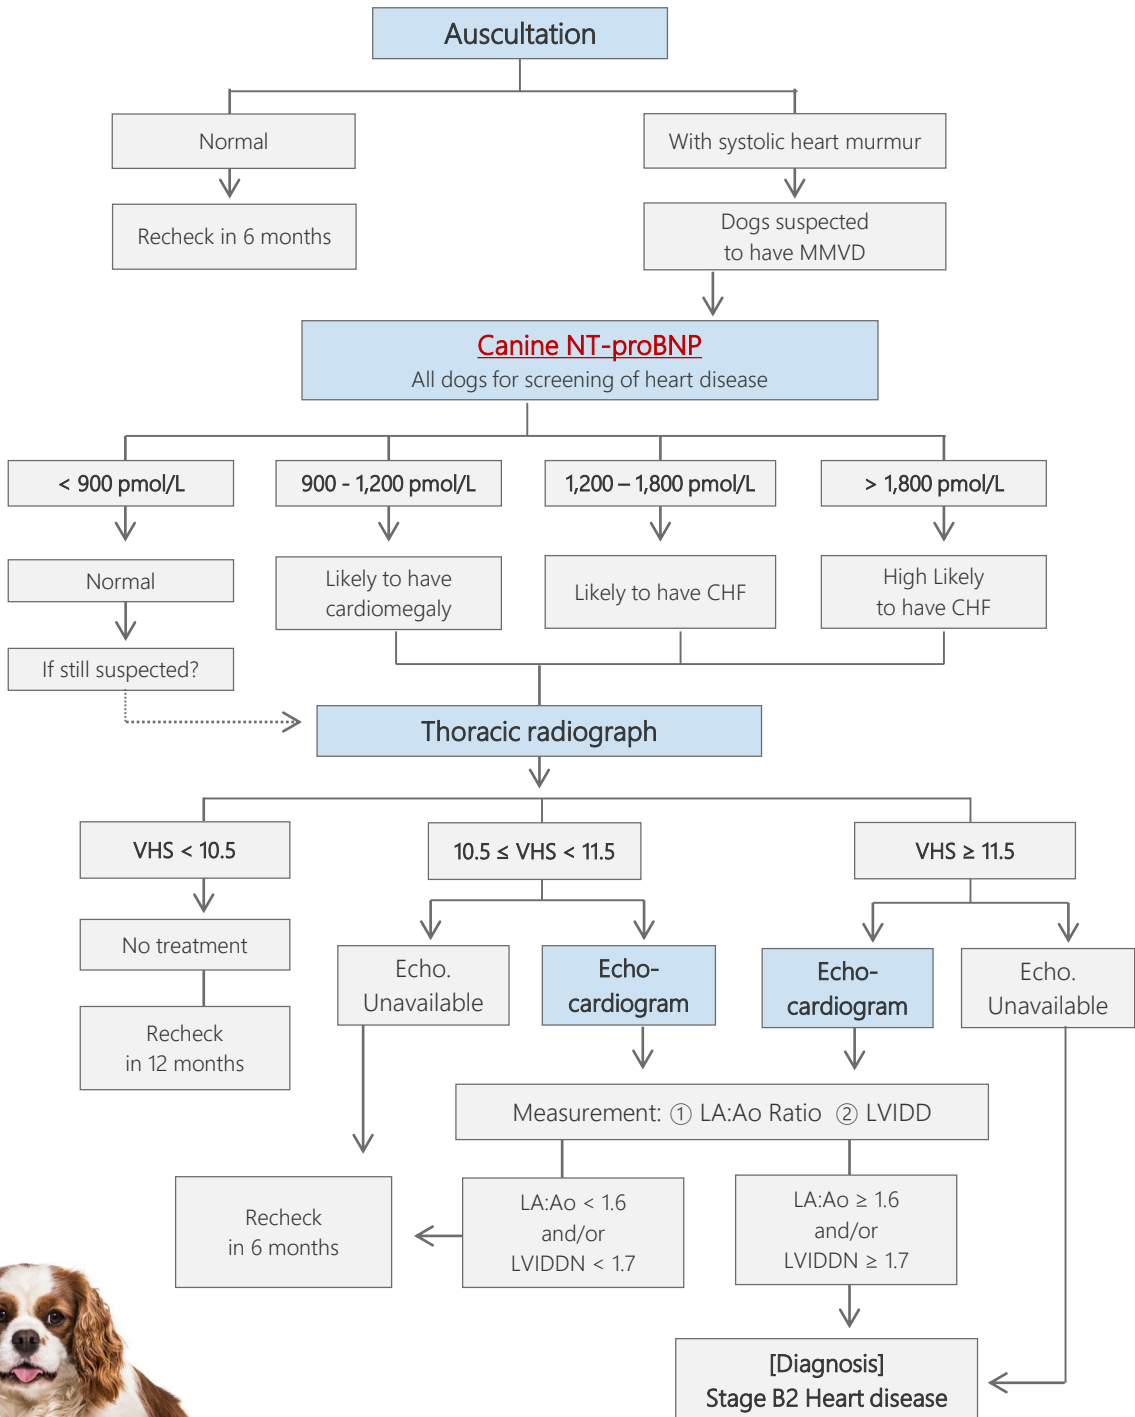 Auscultation
Normal
With systolic heart murmur
Recheck in 6 months
Dogs suspected
to have MMVD
Canine NT-proBNP
All dogs for screening of heart disease
< 900 pmol/L
900 - 1,200 pmol/L
1,200 – 1,800 pmol/L
> 1,800 pmol/L
Normal
Likely to have
cardiomegaly
Likely to have CHF
High Likely
to have CHF
If still suspected?
Thoracic radiograph
VHS < 10.5
10.5 ≤ VHS < 11.5
VHS ≥ 11.5
No treatment
Echo.
Unavailable
Echo-
cardiogram
Echo-
cardiogram
Echo.
Unavailable
Recheck
in 12 months
Measurement: ① LA:Ao Ratio ② LVIDD
Recheck
in 6 months
LA:Ao < 1.6
and/or
LVIDDN < 1.7
LA:Ao ≥ 1.6
and/or
LVIDDN ≥ 1.7
[Diagnosis]
Stage B2 Heart disease